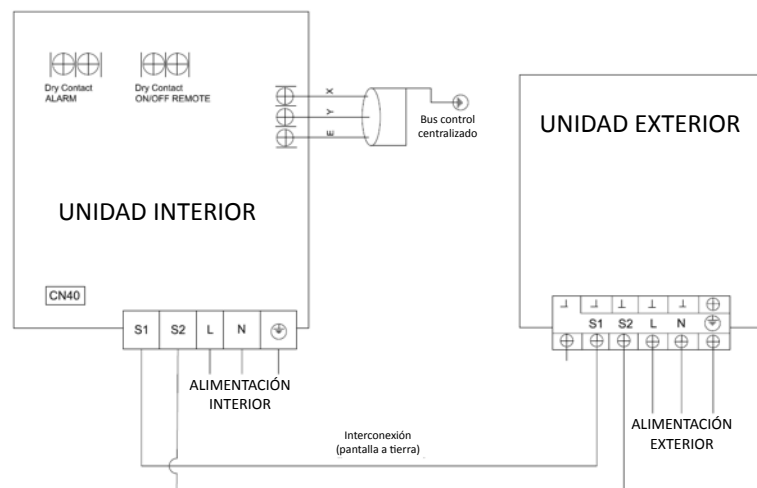 Dry Contact
ALARM
Dry Contact
ON/OFF REMOTE
X
Y
E
Bus control
centralizado
UNIDAD EXTERIOR
UNIDAD INTERIOR
CN40
S1 S2 L N
S1 S2 L N
ALIMENTACIÓN
INTERIOR
ALIMENTACIÓN
EXTERIOR
Interconexión
(pantalla a tierra)